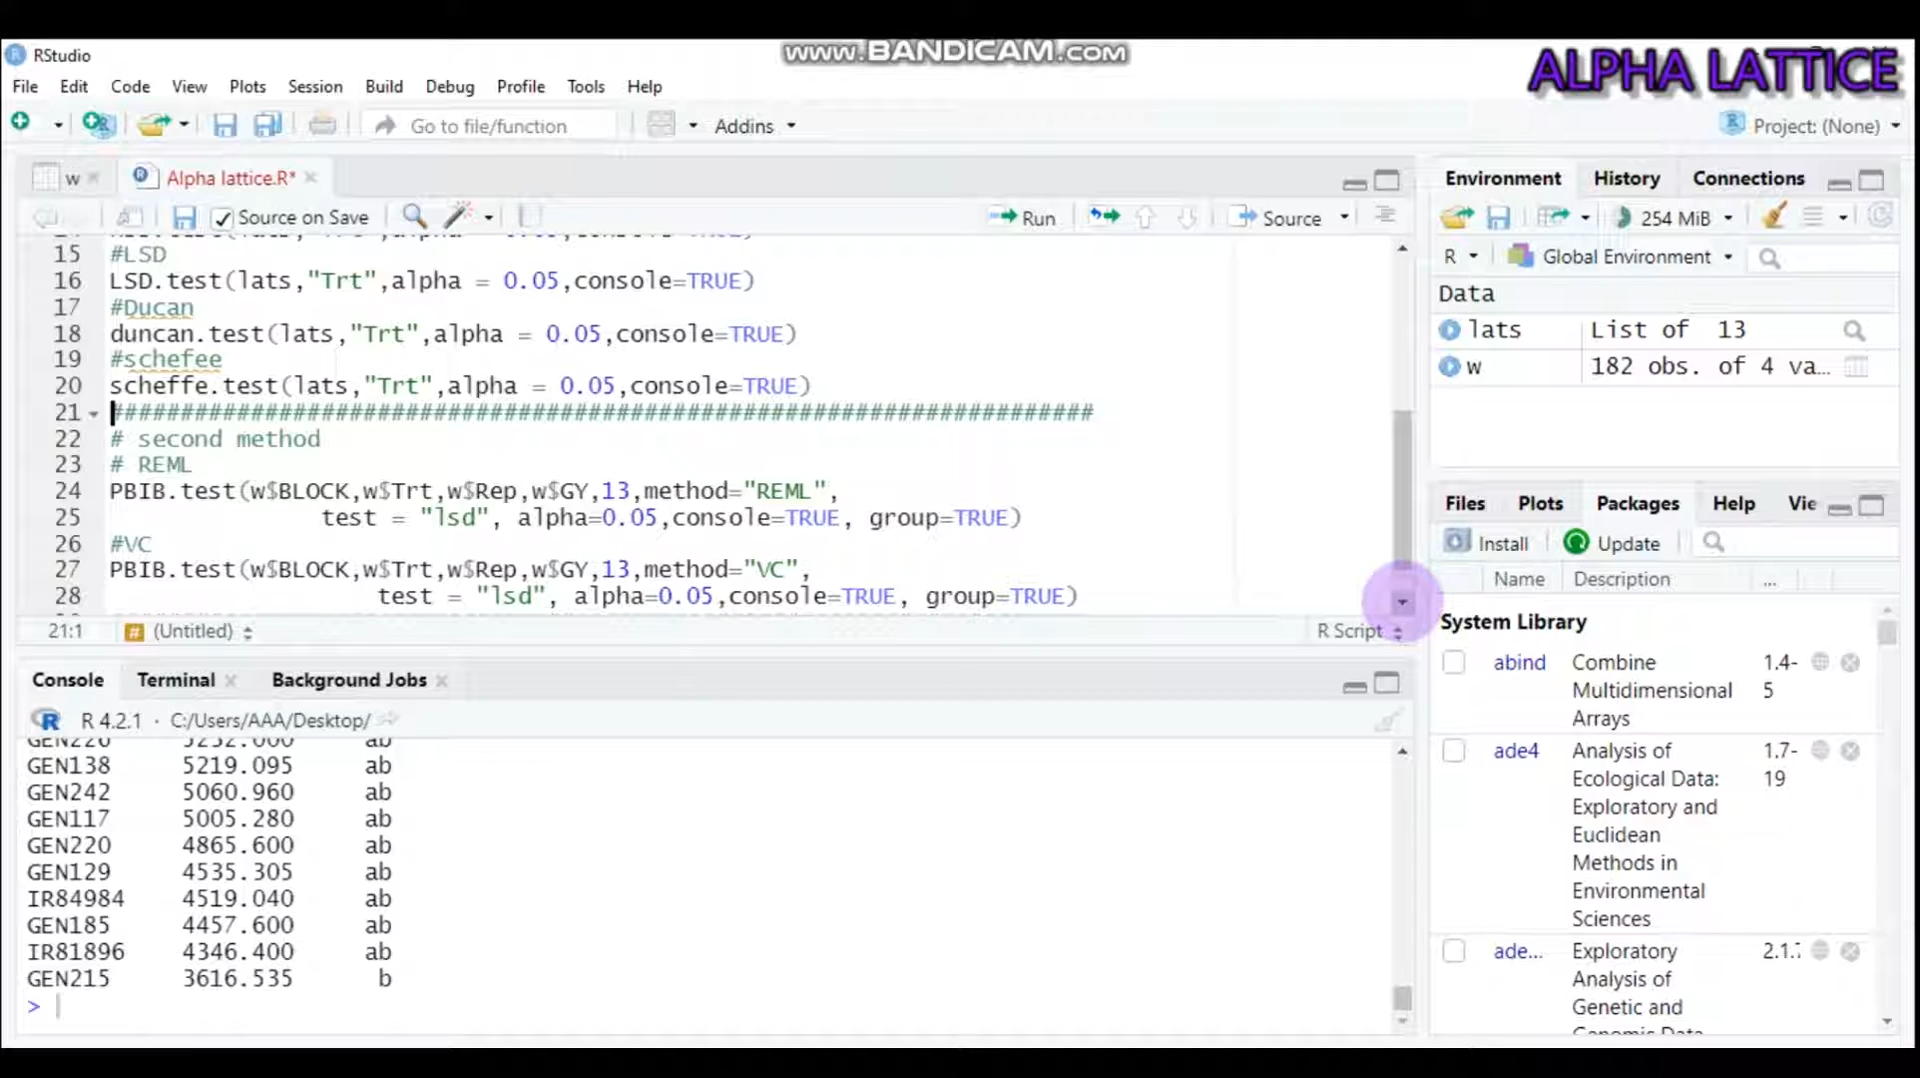 www.BANDICAM.com
RStudio
ALPHA LATTICE
File Edit Code View Plots Session Build Debug Profile Tools Help
Go to file/function Addins
Project: (None)
w Alpha lattice.R*
Source on Save Run Source
15 #LSD
16 LSD.test(lats,"Trt",alpha = 0.05,console=TRUE)
17 #Ducan
18 duncan.test(lats,"Trt",alpha = 0.05,console=TRUE)
19 #schefee
20 scheffe.test(lats,"Trt",alpha = 0.05,console=TRUE)
21 ######################################################################
22 # second method
23 # REML
24 PBIB.test(w$BLOCK,w$Trt,w$Rep,w$GY,13,method="REML",
25 test = "lsd", alpha=0.05,console=TRUE, group=TRUE)
26 #VC
27 PBIB.test(w$BLOCK,w$Trt,w$Rep,w$GY,13,method="VC",
28 test = "lsd", alpha=0.05,console=TRUE, group=TRUE)
21:1 (Untitled) R Script
Console Terminal Background Jobs
R 4.2.1 · C:/Users/AAA/Desktop/
GEN138 5219.095 ab
GEN242 5060.960 ab
GEN117 5005.280 ab
GEN220 4865.600 ab
GEN129 4535.305 ab
IR84984 4519.040 ab
GEN185 4457.600 ab
IR81896 4346.400 ab
GEN215 3616.535 b
>
Environment History Connections
254 MiB
R Global Environment
Data
lats List of 13
w 182 obs. of 4 va...
Files Plots Packages Help Vie
Install Update
Name Description ...
System Library
abind Combine 1.4-
Multidimensional 5
Arrays
ade4 Analysis of 1.7-
Ecological Data: 19
Exploratory and
Euclidean
Methods in
Environmental
Sciences
ade... Exploratory 2.1.
Analysis of
Genetic and
Genomic Data